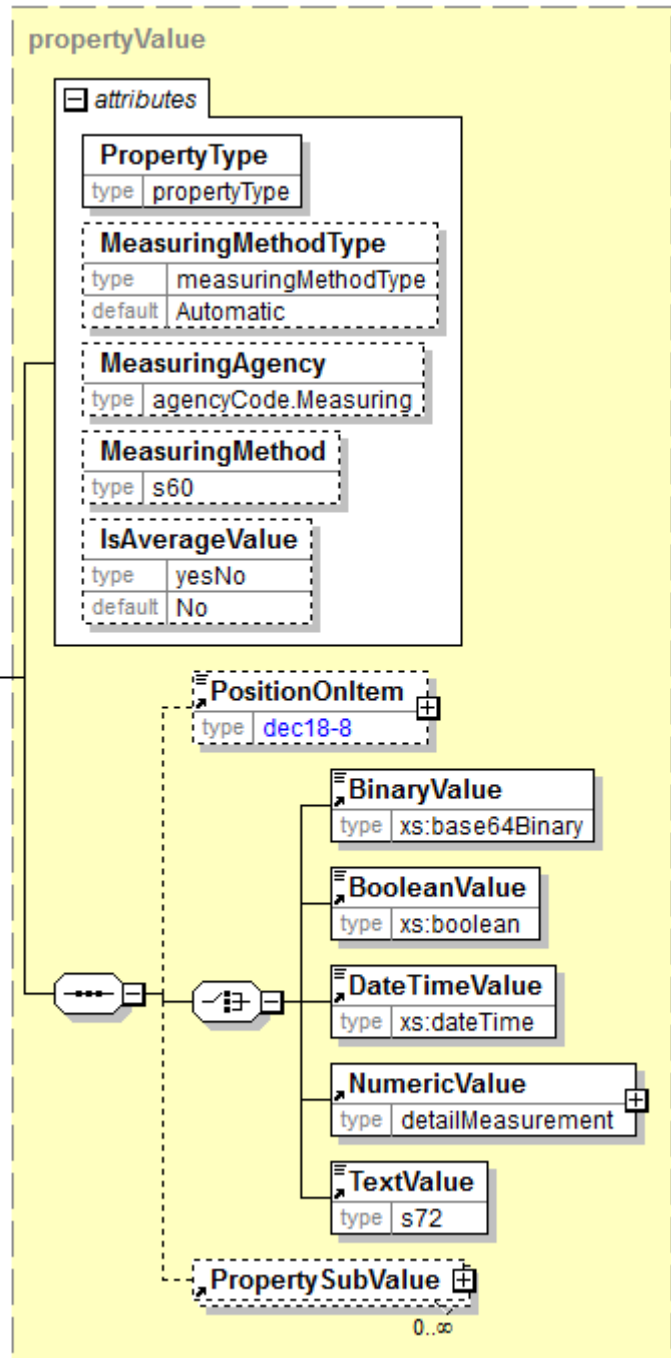 propertyValue
attributes
PropertyType
type propertyType
MeasuringMethodType
type measuringMethodType
default Automatic
MeasuringAgency
type agencyCode.Measuring
MeasuringMethod
type s60
IsAverageValue
type yesNo
default No
PositionOnItem
type dec18-8
BinaryValue
type xs:base64Binary
BooleanValue
type xs:boolean
DateTimeValue
type xs:dateTime
NumericValue
type detailMeasurement
TextValue
type s72
PropertySubValue
0..∞